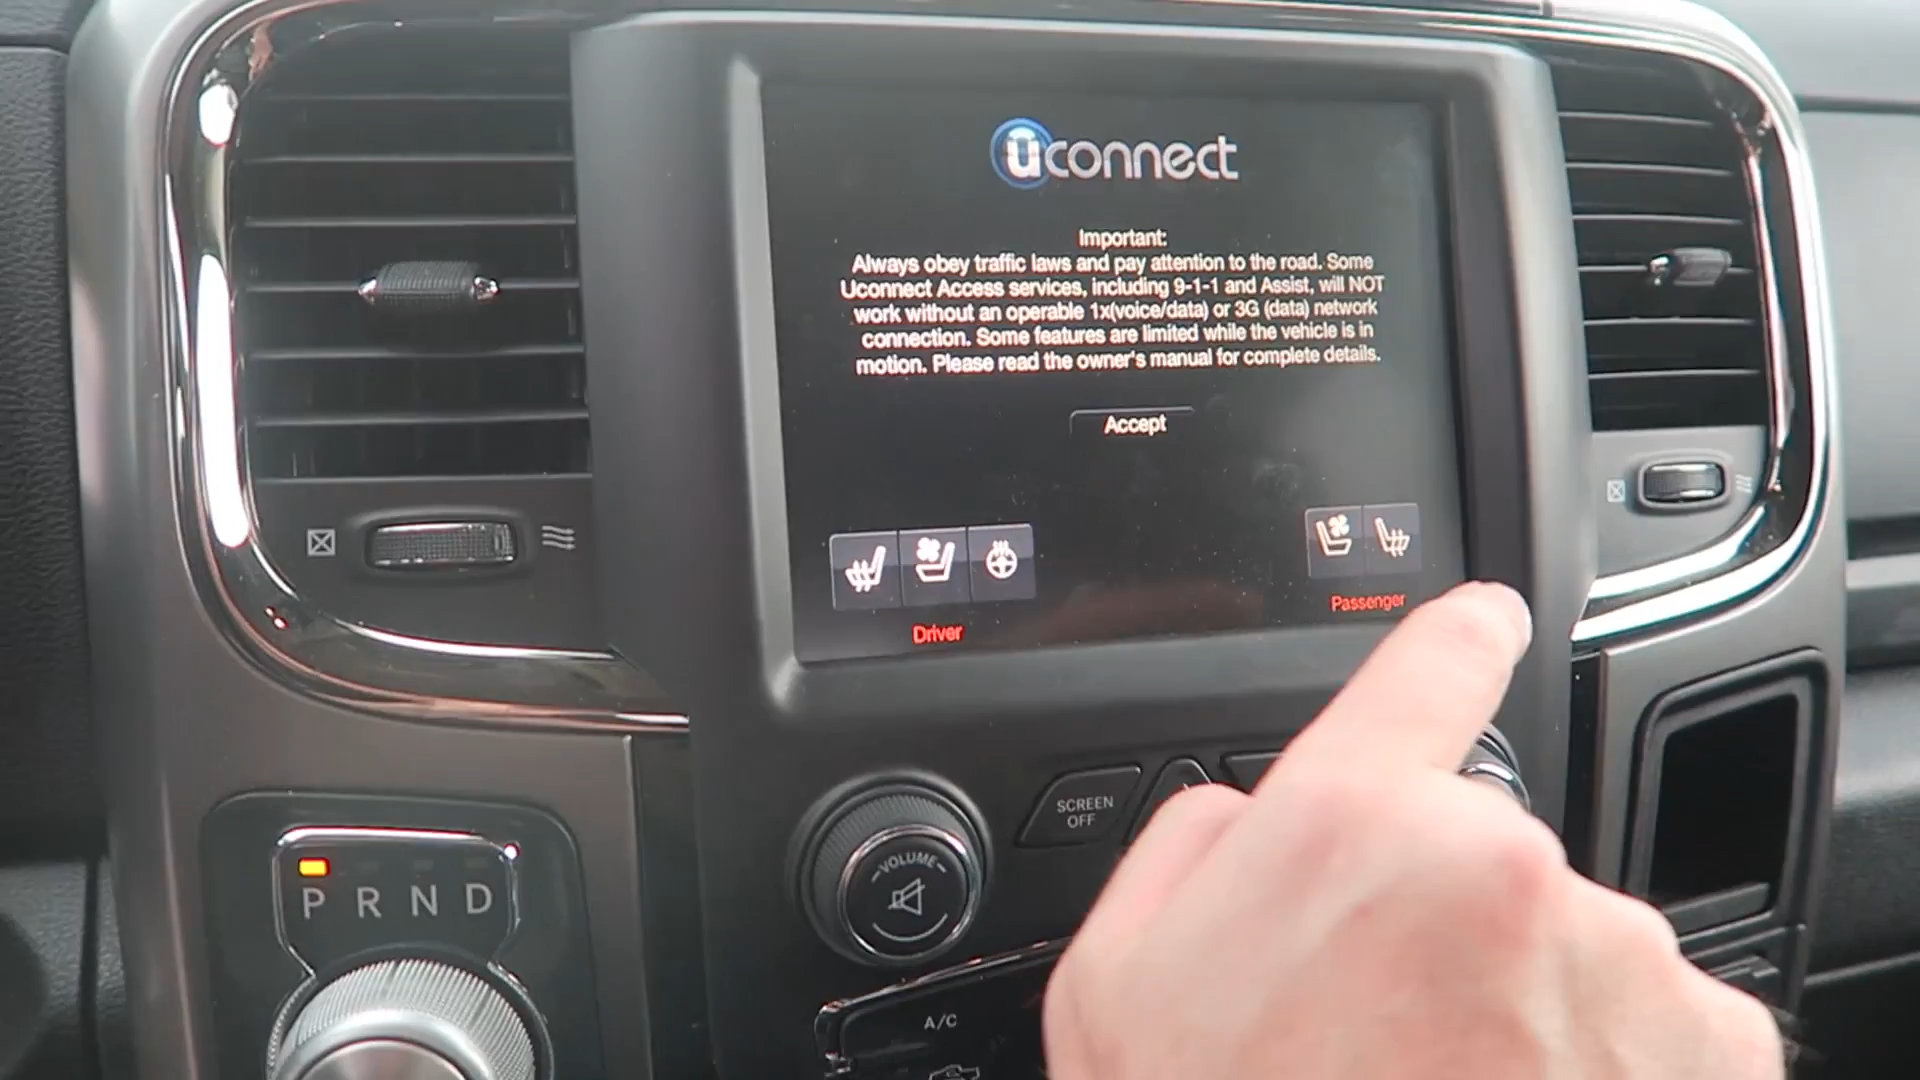 uconnect
Important:
Always obey traffic laws and pay attention to the road. Some
Uconnect Access services, including 9-1-1 and Assist, will NOT
work without an operable 1x(voice/data) or 3G (data) network
connection. Some features are limited while the vehicle is in
motion. Please read the owner's manual for complete details.
Accept
Driver
Passenger
SCREEN
OFF
VOLUME
P R N D
A/C